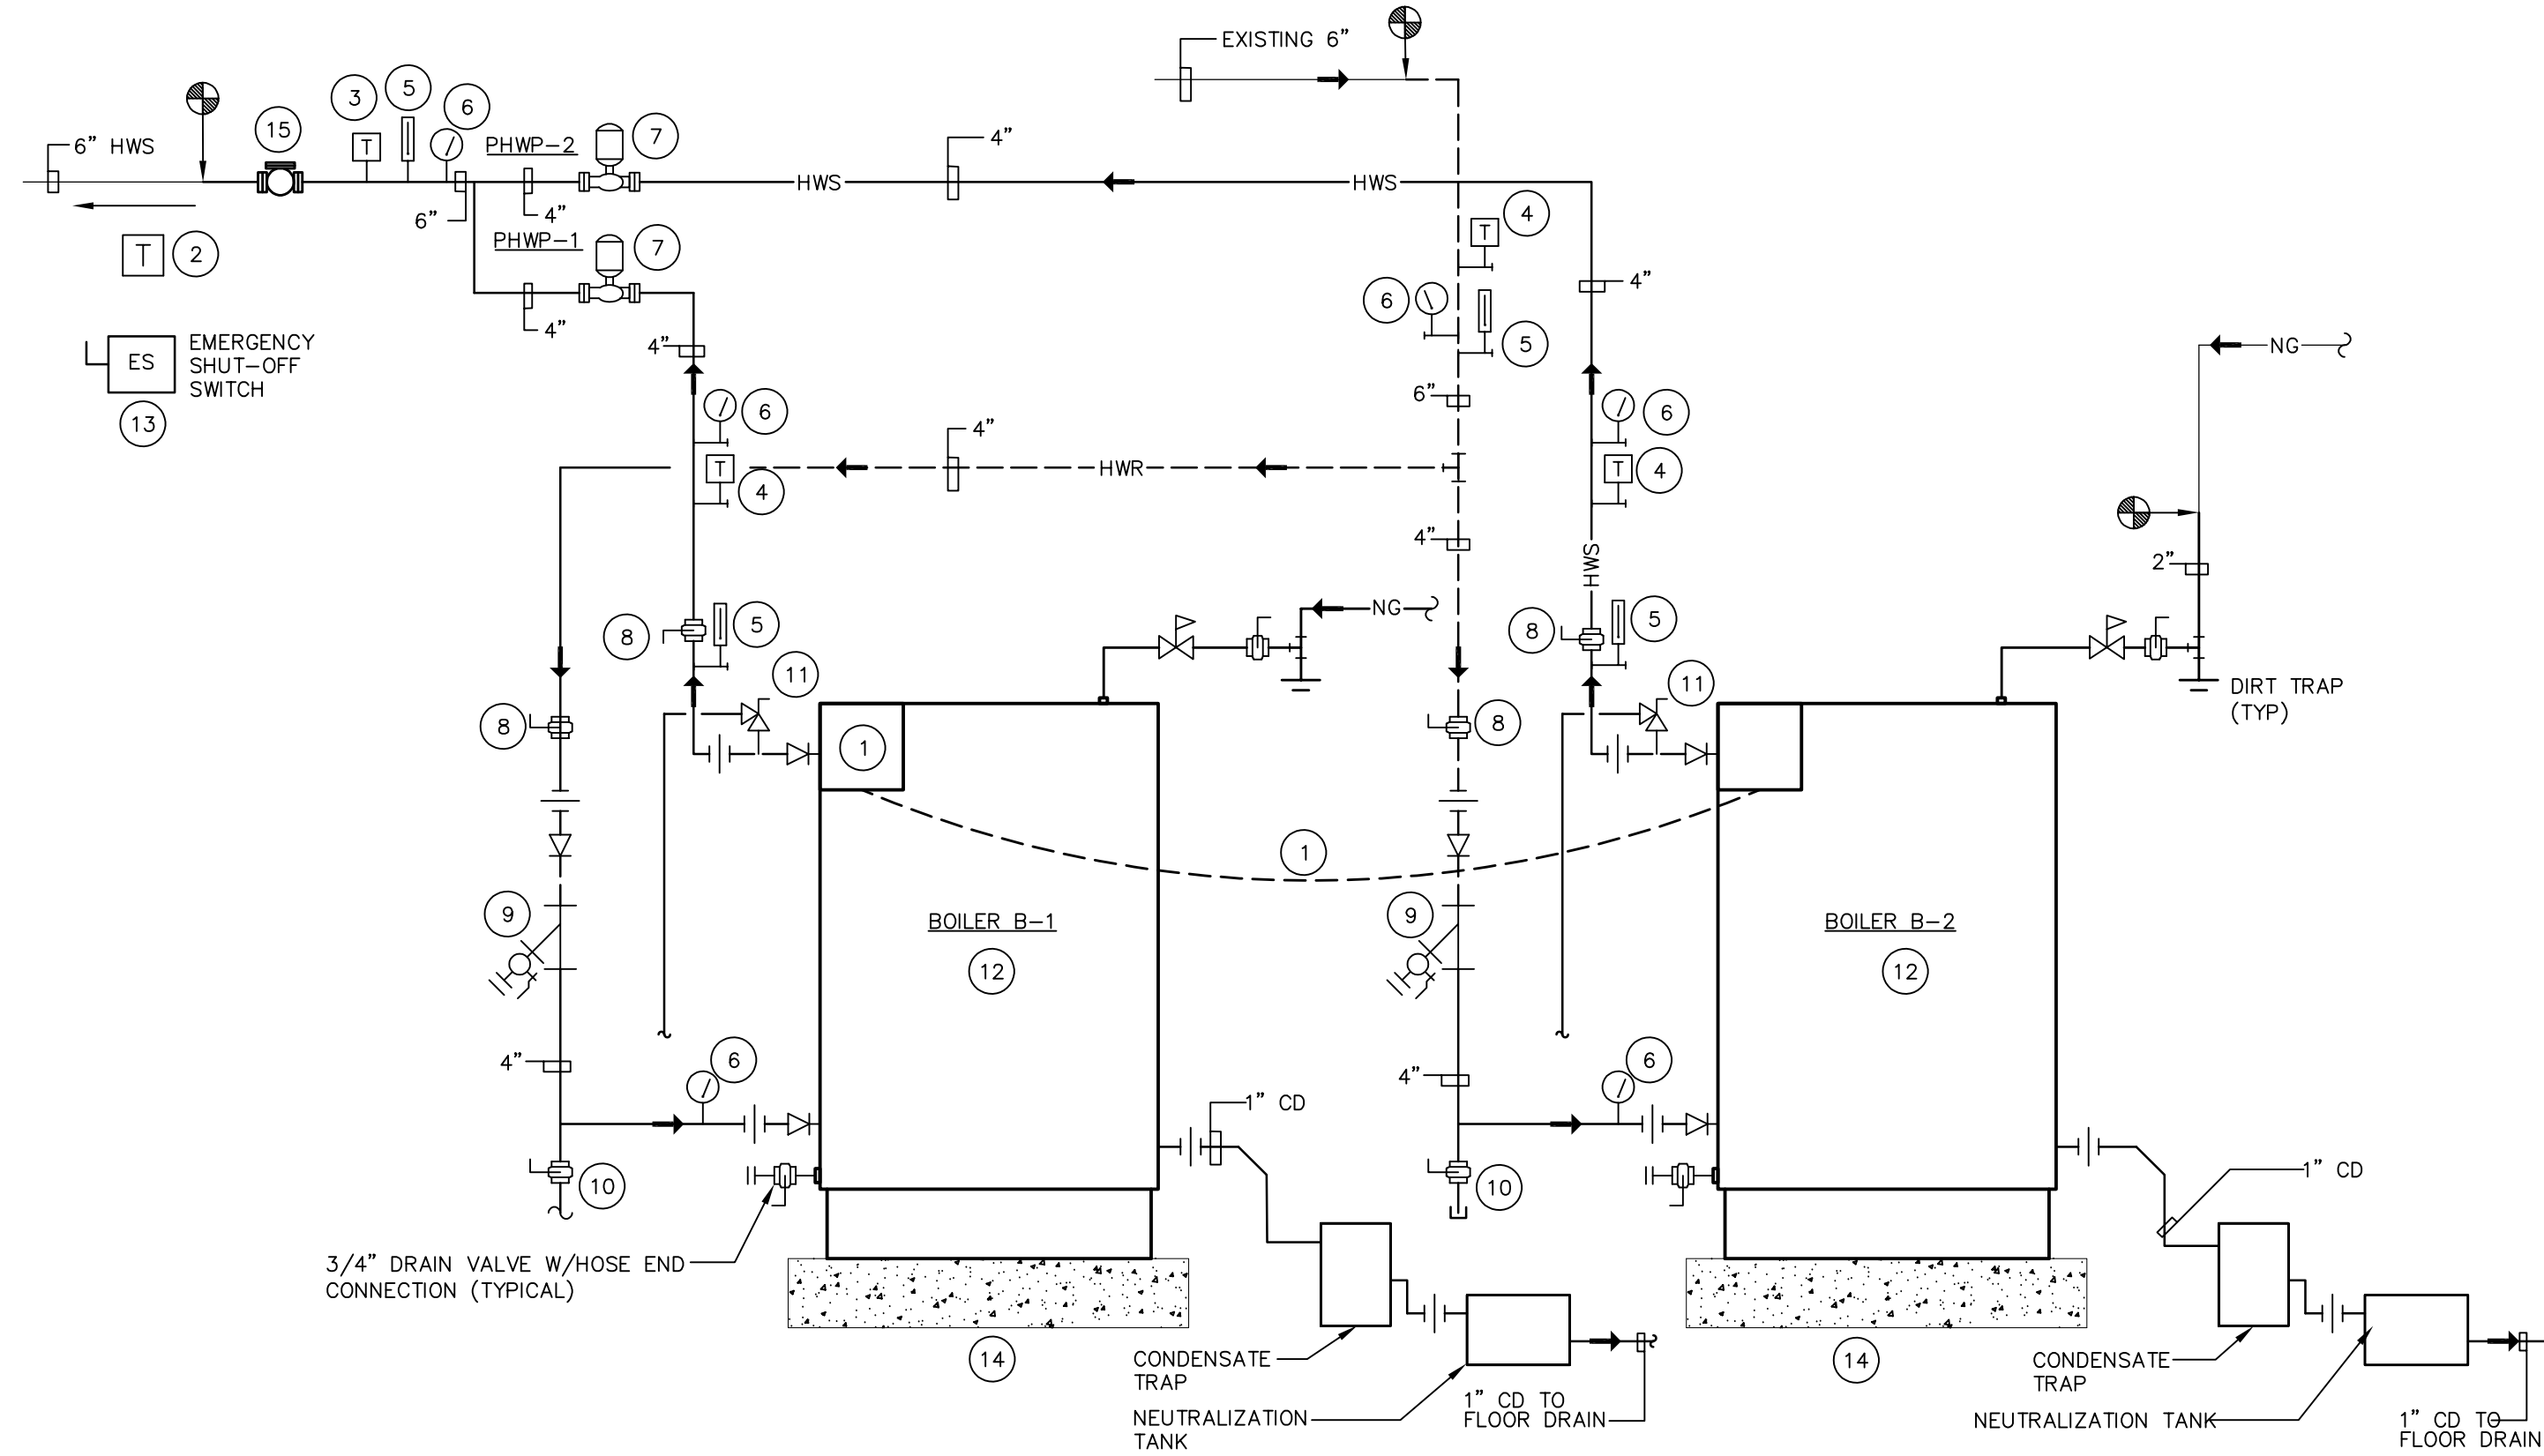 EXISTING 6”
6” HWS
15
3
5
6
PHWP-2
7
4”
HWS
HWS
T
6”
4”
T
2
PHWP-1
7
4”
T
4
4”
6
5
ES
EMERGENCY
SHUT-OFF
SWITCH
13
4”
NG
6
6”
6
4”
T
4
HWR
T
4
4”
HWS
2”
8
5
NG
8
5
11
11
DIRT TRAP
(TYP)
8
1
8
1
9
BOILER B-1
12
9
BOILER B-2
12
4”
6
4”
6
1” CD
10
10
1” CD
3/4” DRAIN VALVE W/HOSE END
CONNECTION (TYPICAL)
14
14
CONDENSATE
TRAP
NEUTRALIZATION
TANK
1” CD TO
FLOOR DRAIN
CONDENSATE
TRAP
NEUTRALIZATION TANK
1” CD TO
FLOOR DRAIN